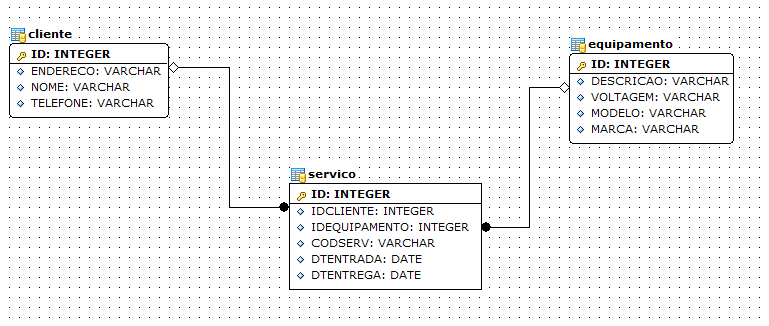 cliente
ID: INTEGER
ENDERECO: VARCHAR
NOME: VARCHAR
TELEFONE: VARCHAR
equipamento
ID: INTEGER
DESCRICAO: VARCHAR
VOLTAGEM: VARCHAR
MODELO: VARCHAR
MARCA: VARCHAR
servico
ID: INTEGER
IDCLIENTE: INTEGER
IDEQUIPAMENTO: INTEGER
CODSERV: VARCHAR
DTENTRADA: DATE
DTENTREGA: DATE